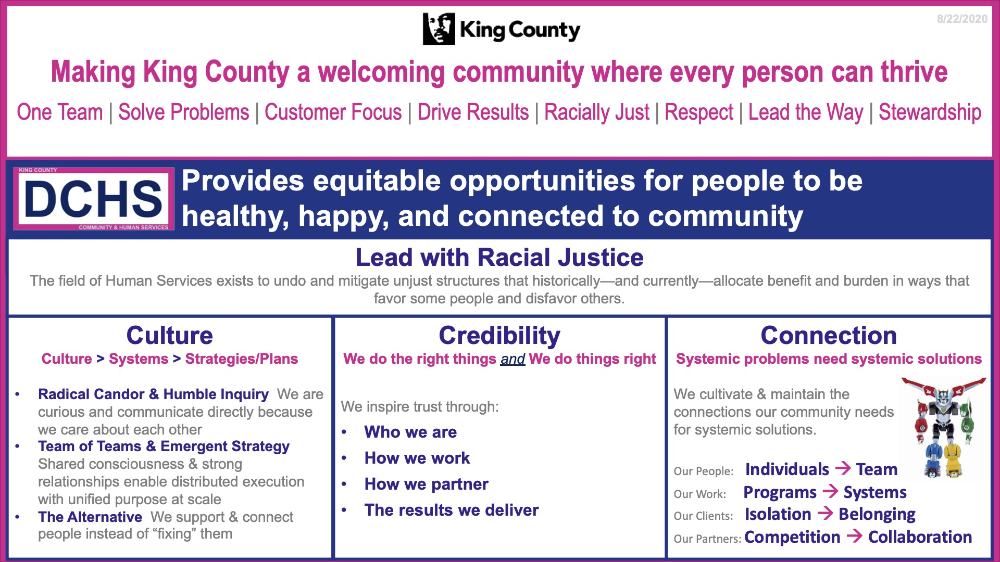 King County
8/22/2020
Making King County a welcoming community where every person can thrive
One Team | Solve Problems | Customer Focus | Drive Results | Racially Just | Respect | Lead the Way | Stewardship
KING COUNTY
DCHS
COMMUNITY & HUMAN SERVICES
Provides equitable opportunities for people to be
healthy, happy, and connected to community
Lead with Racial Justice
The field of Human Services exists to undo and mitigate unjust structures that historically—and currently—allocate benefit and burden in ways that
favor some people and disfavor others.
Culture
Culture > Systems > Strategies/Plans
• Radical Candor & Humble Inquiry We are
curious and communicate directly because
we care about each other
• Team of Teams & Emergent Strategy
Shared consciousness & strong
relationships enable distributed execution
with unified purpose at scale
• The Alternative We support & connect
people instead of “fixing” them
Credibility
We do the right things and We do things right
We inspire trust through:
• Who we are
• How we work
• How we partner
• The results we deliver
Connection
Systemic problems need systemic solutions
We cultivate & maintain the
connections our community needs
for systemic solutions.
Our People: Individuals → Team
Our Work: Programs → Systems
Our Clients: Isolation → Belonging
Our Partners: Competition → Collaboration